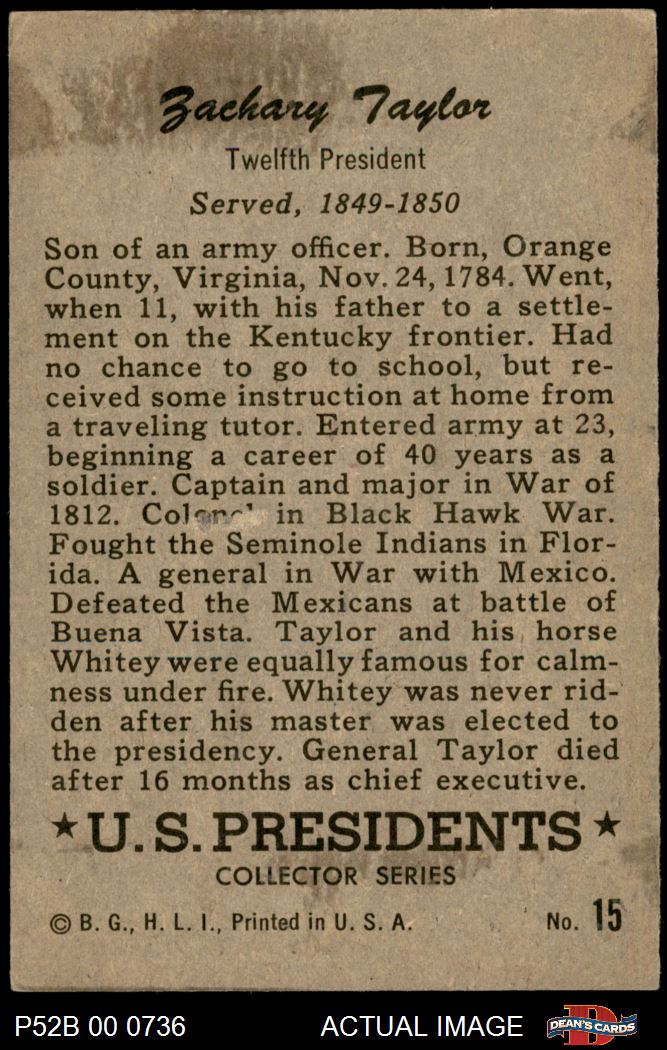 Zachary Taylor
Twelfth President
Served, 1849-1850
Son of an army officer. Born, Orange
County, Virginia, Nov. 24, 1784. Went,
when 11, with his father to a settle-
ment on the Kentucky frontier. Had
no chance to go to school, but re-
ceived some instruction at home from
a traveling tutor. Entered army at 23,
beginning a career of 40 years as a
soldier. Captain and major in War of
1812. Colonel in Black Hawk War.
Fought the Seminole Indians in Flor-
ida. A general in War with Mexico.
Defeated the Mexicans at battle of
Buena Vista. Taylor and his horse
Whitey were equally famous for calm-
ness under fire. Whitey was never rid-
den after his master was elected to
the presidency. General Taylor died
after 16 months as chief executive.
★ U. S. PRESIDENTS ★
COLLECTOR SERIES
© B. G., H. L. I., Printed in U. S. A. No. 15
P52B 00 0736 ACTUAL IMAGE D DEAN'S CARDS